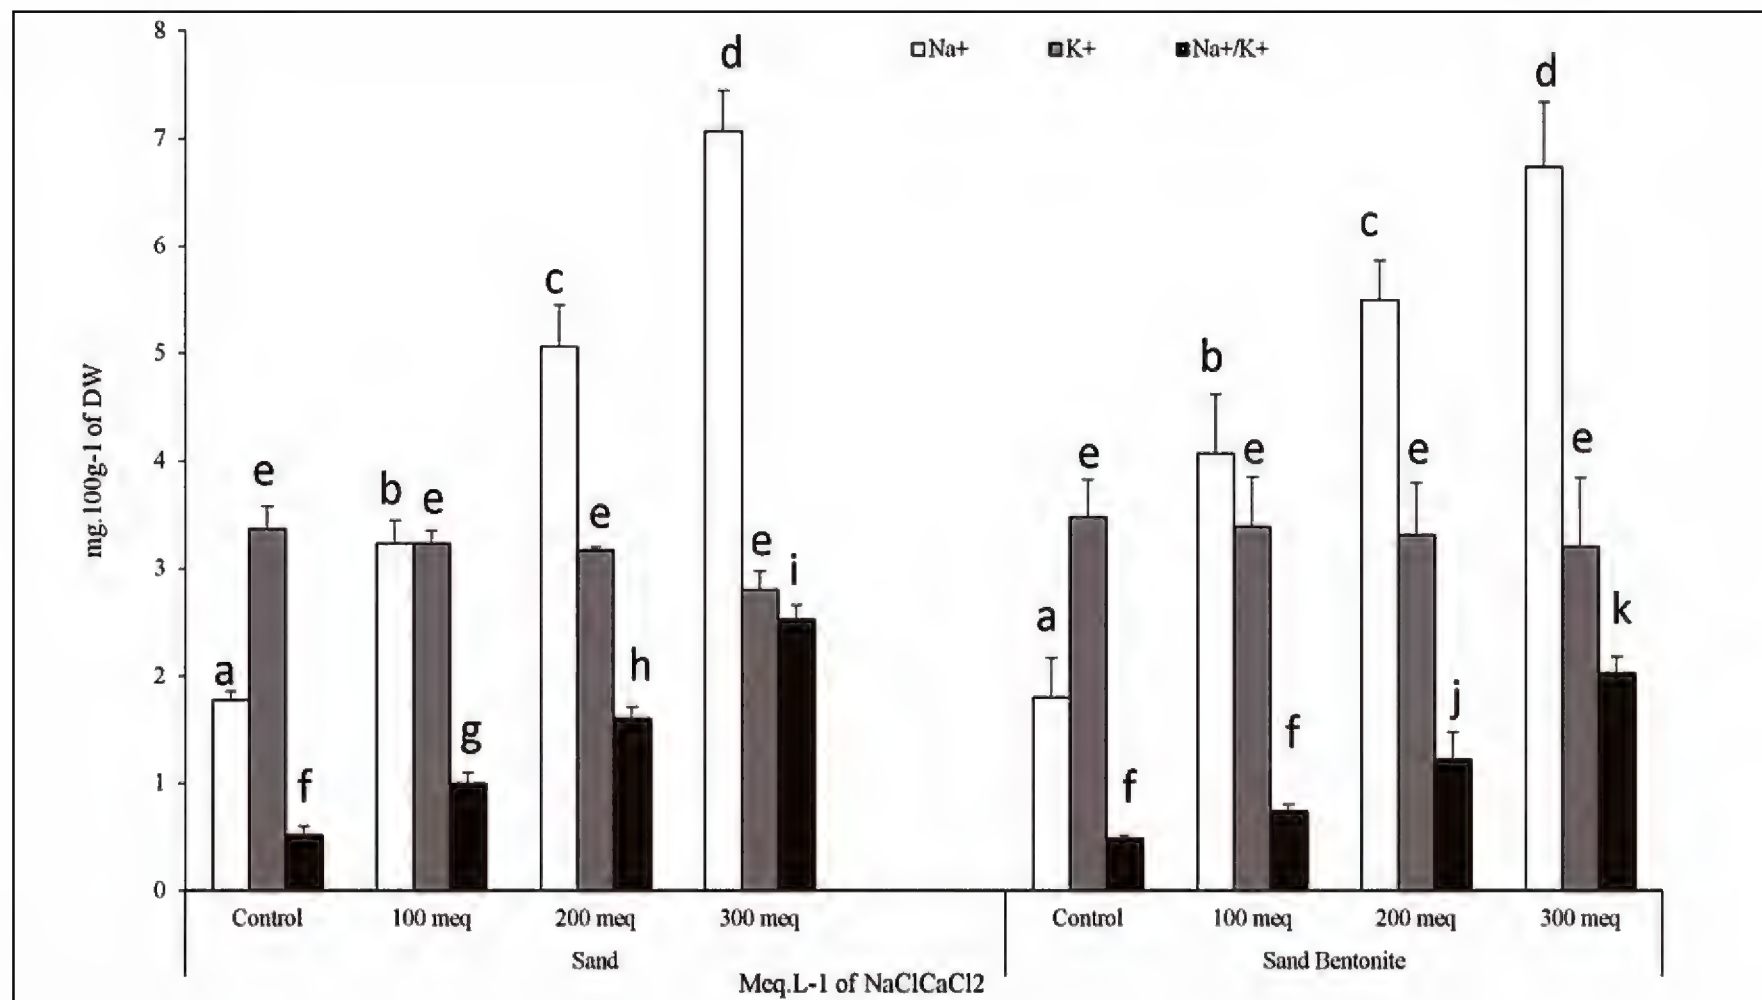 8
7
6
5
4
3
2
1
0
mg.100g-1 of DW
Na+ K+ Na+/K+
a e f
b e g
c e h
d e i
a e f
b e f
c e j
d e k
Control 100 meq 200 meq 300 meq Control 100 meq 200 meq 300 meq
Sand Sand Bentonite
Meq.L-1 of NaClCaCl2